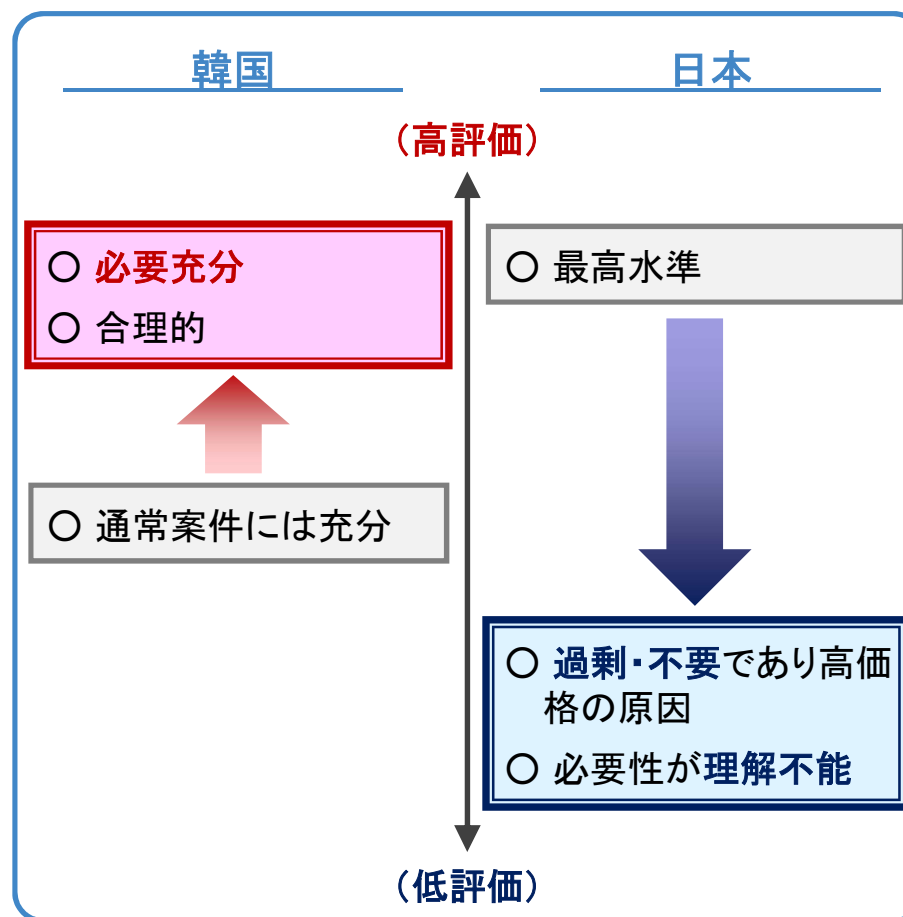 韓国
日本
（高評価）
○ 必要充分
○ 合理的
○ 通常案件には充分
○ 最高水準
○ 過剰・不要であり高価
格の原因
○ 必要性が理解不能
（低評価）